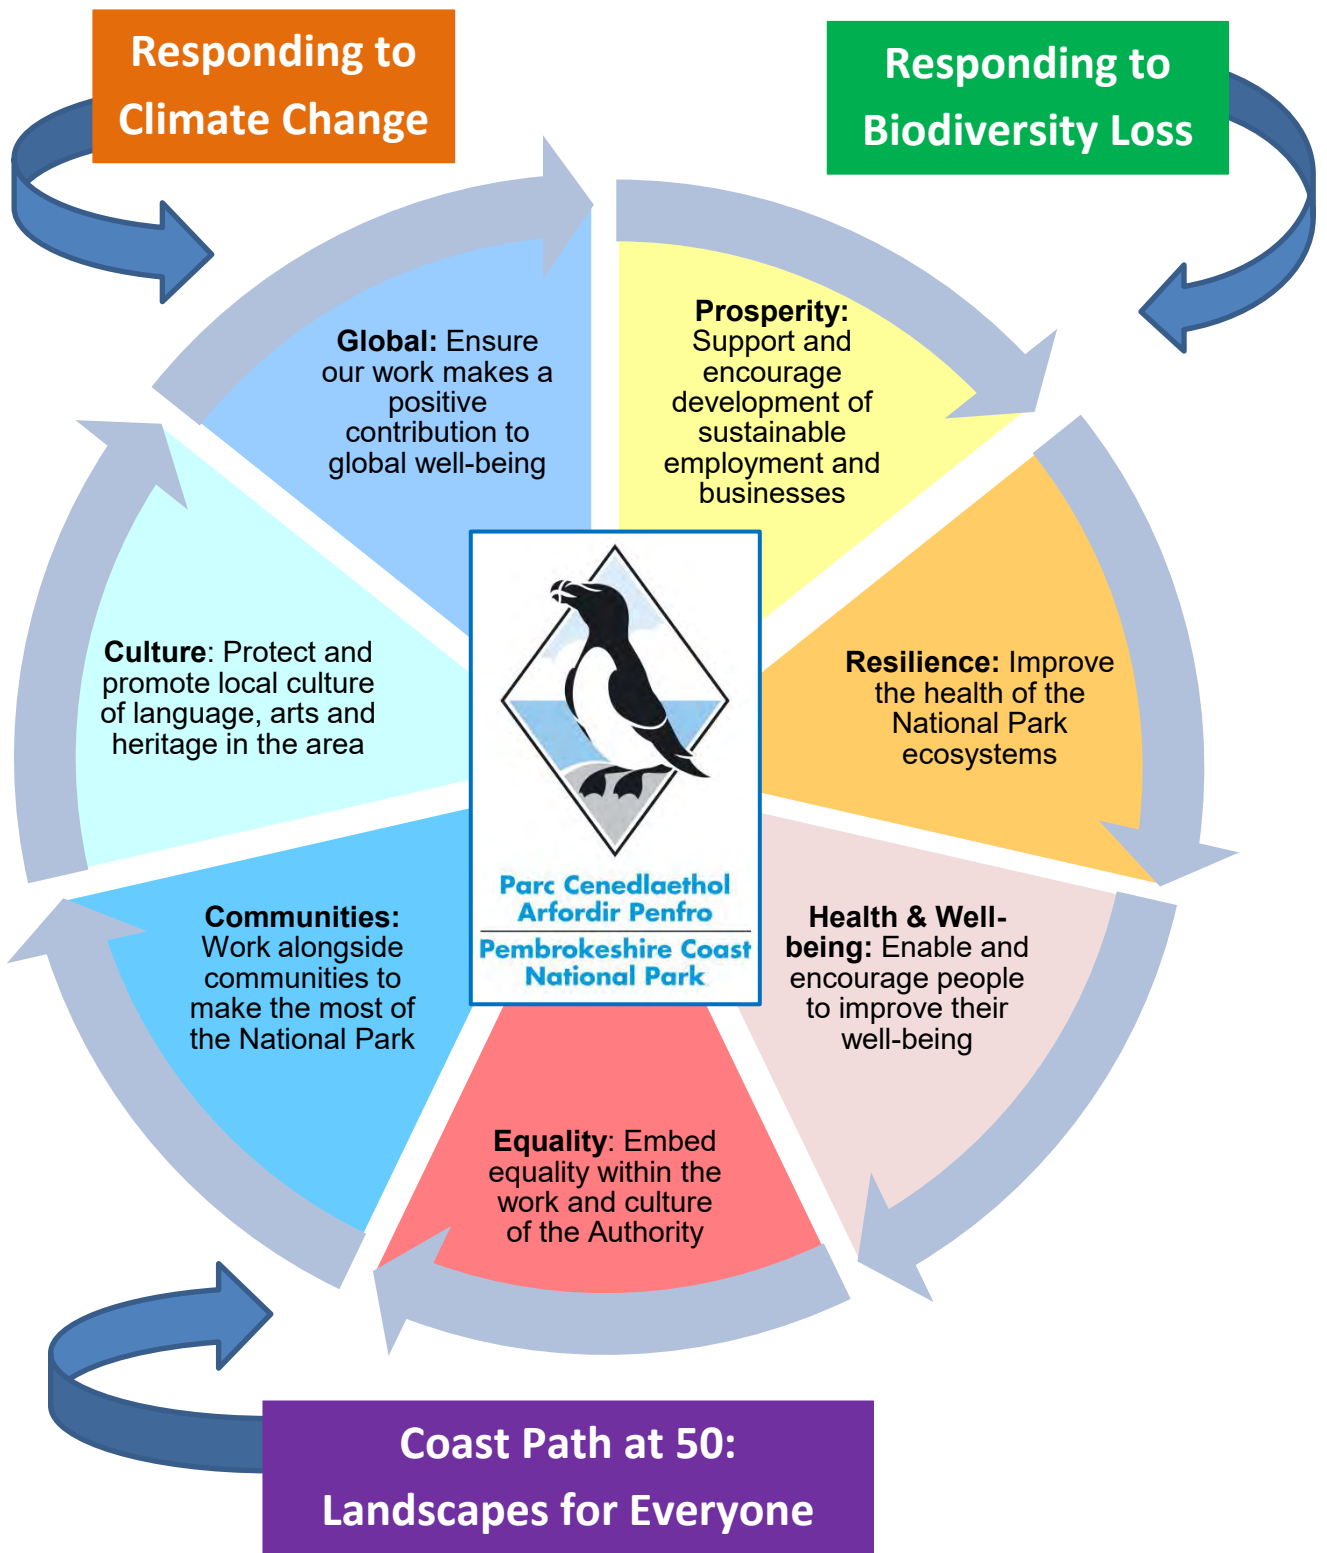 Responding to
Climate Change
Responding to
Biodiversity Loss
Global: Ensure
our work makes a
positive
contribution to
global well-being
Prosperity:
Support and
encourage
development of
sustainable
employment and
businesses
Culture: Protect and
promote local culture
of language, arts and
heritage in the area
Resilience: Improve
the health of the
National Park
ecosystems
Parc Cenedlaethol
Arfordir Penfro
Pembrokeshire Coast
National Park
Communities:
Work alongside
communities to
make the most of
the National Park
Health & Well-
being: Enable and
encourage people
to improve their
well-being
Equality: Embed
equality within the
work and culture
of the Authority
Coast Path at 50:
Landscapes for Everyone